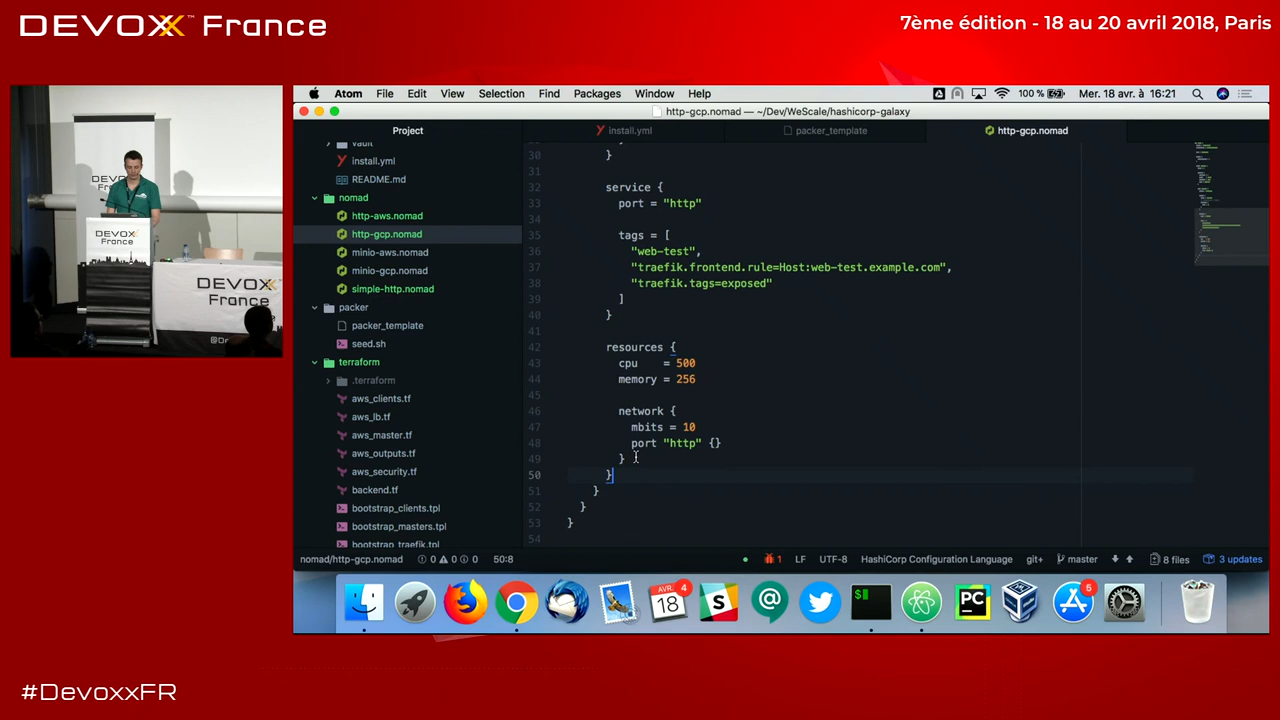 DEVOXX™ France
7ème édition - 18 au 20 avril 2018, Paris
Atom File Edit View Selection Find Packages Window Help
100 % Mer. 18 avr. à 16:21
http-gcp.nomad — ~/Dev/WeScale/hashicorp-galaxy
Project
install.yml
packer_template
http-gcp.nomad
vault
install.yml
README.md
nomad
http-aws.nomad
http-gcp.nomad
minio-aws.nomad
minio-gcp.nomad
simple-http.nomad
packer
packer_template
seed.sh
terraform
.terraform
aws_clients.tf
aws_lb.tf
aws_master.tf
aws_outputs.tf
aws_security.tf
backend.tf
bootstrap_clients.tpl
bootstrap_masters.tpl
bootstrap_traefik.tpl
30 }
31
32 service {
33 port = "http"
34
35 tags = [
36 "web-test",
37 "traefik.frontend.rule=Host:web-test.example.com",
38 "traefik.tags=exposed"
39 ]
40 }
41
42 resources {
43 cpu = 500
44 memory = 256
45
46 network {
47 mbits = 10
48 port "http" {}
49 }
50 }
51 }
52 }
53 }
54
nomad/http-gcp.nomad 0 0 0 50:8
1 LF UTF-8 HashiCorp Configuration Language git+ master 8 files 3 updates
AVR. 4
18
S
@
$
PC
5
DEVOXX
France
DEVOXX
France
#DevoxxFR